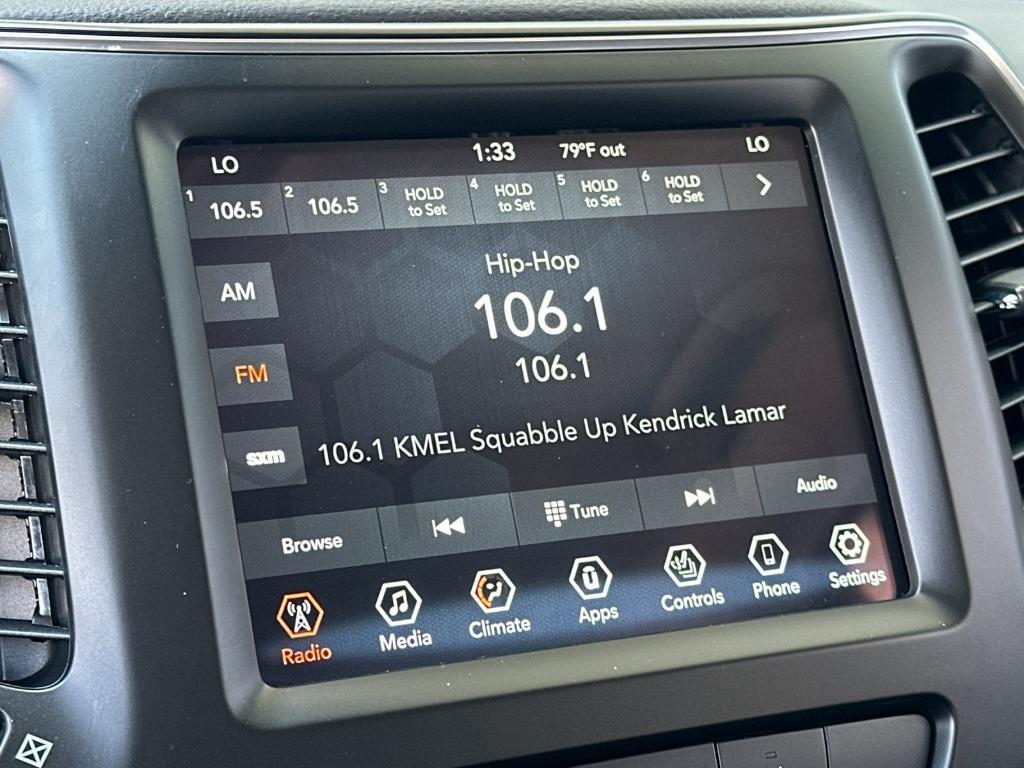 LO 1:33 79°F out LO
1 106.5 2 106.5 3 HOLD to Set 4 HOLD to Set 5 HOLD to Set 6 HOLD to Set
Hip-Hop
AM
106.1
106.1
FM
106.1 KMEL Squabble Up Kendrick Lamar
sxm
Browse Tune Audio
Radio Media Climate Apps Controls Phone Settings